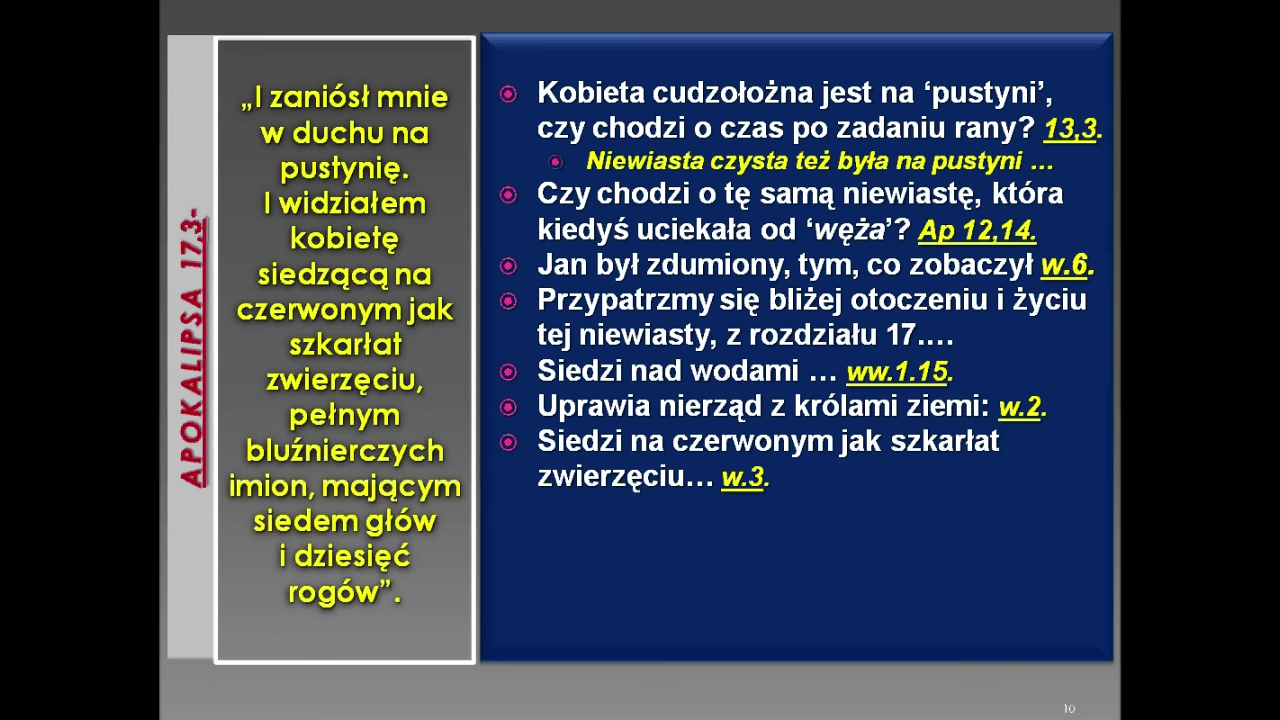 APOKALIPSA 17,3-
„I zaniósł mnie
w duchu na
pustynię.
I widziałem
kobietę
siedzącą na
czerwonym jak
szkarłat
zwierzęciu,
pełnym
bluźnierczych
imion, mającym
siedem głów
i dziesięć
rogów”.
Kobieta cudzołożna jest na ‘pustyni’,
czy chodzi o czas po zadaniu rany? 13,3.
Niewiasta czysta też była na pustyni …
Czy chodzi o tę samą niewiastę, która
kiedyś uciekała od ‘węża’? Ap 12,14.
Jan był zdumiony, tym, co zobaczył w.6.
Przypatrzmy się bliżej otoczeniu i życiu
tej niewiasty, z rozdziału 17.…
Siedzi nad wodami … ww.1.15.
Uprawia nierząd z królami ziemi: w.2.
Siedzi na czerwonym jak szkarłat
zwierzęciu… w.3.
10